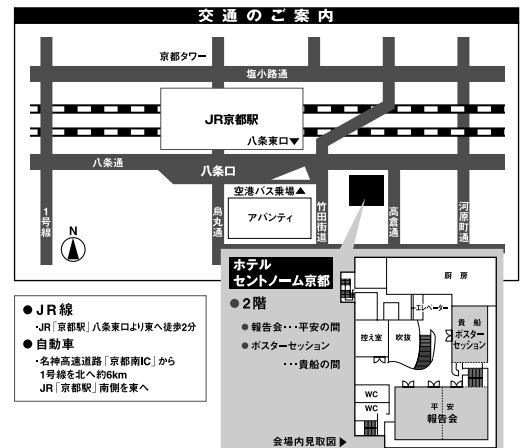 交通のご案内
京都タワー
塩小路通
JR京都駅
八条東口▼
八条通
八条口
空港バス乗場▲
アバンティ
1号線
烏丸通
竹田街道
高倉通
河原町通
N
ホテル
セントノーム京都
●2階
●報告会･･･平安の間
●ポスターセッション
･･･貴船の間
厨房
エレベーター
控え室
吹抜
貴船
ポスター
セッション
WC
WC
平安
報告会
会場内見取図▶
●JR線
･JR「京都駅」八条東口より東へ徒歩2分
●自動車
･名神高速道路「京都南IC」から
1号線を北へ約6km
JR「京都駅」南側を東へ